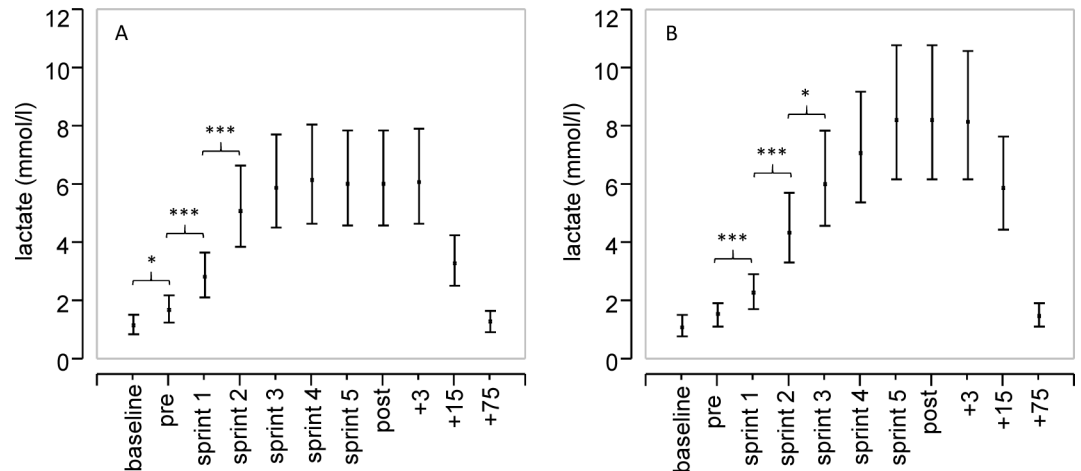 A
lactate (mmol/l)
12
10
8
6
4
2
0
*
***
***
baseline
pre
sprint 1
sprint 2
sprint 3
sprint 4
sprint 5
post
+3
+15
+75
B
lactate (mmol/l)
12
10
8
6
4
2
0
***
***
*
baseline
pre
sprint 1
sprint 2
sprint 3
sprint 4
sprint 5
post
+3
+15
+75